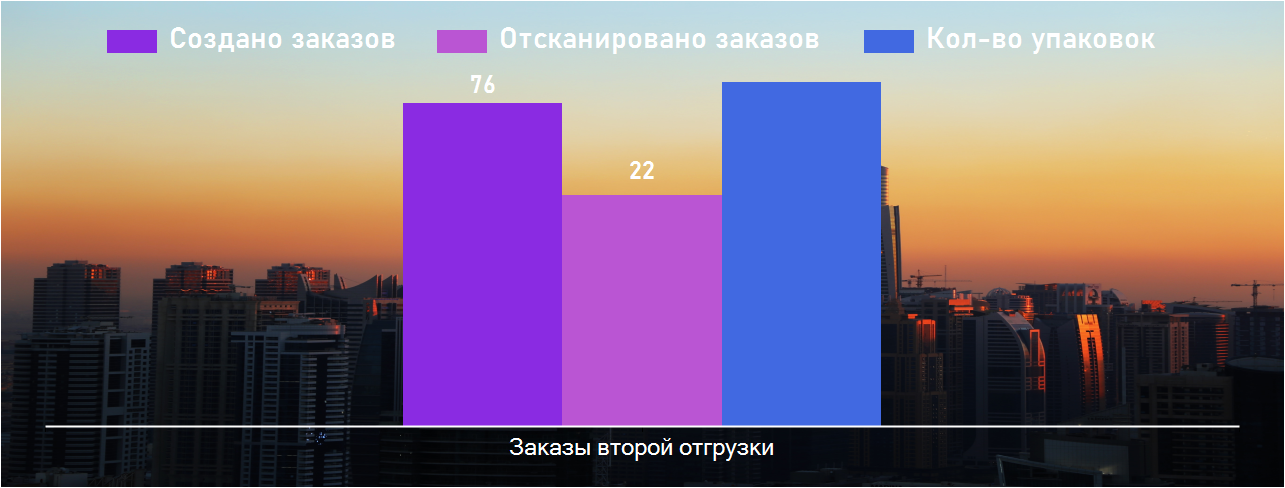 Создано заказов Отсканировано заказов Кол-во упаковок
76
22
Заказы второй отгрузки